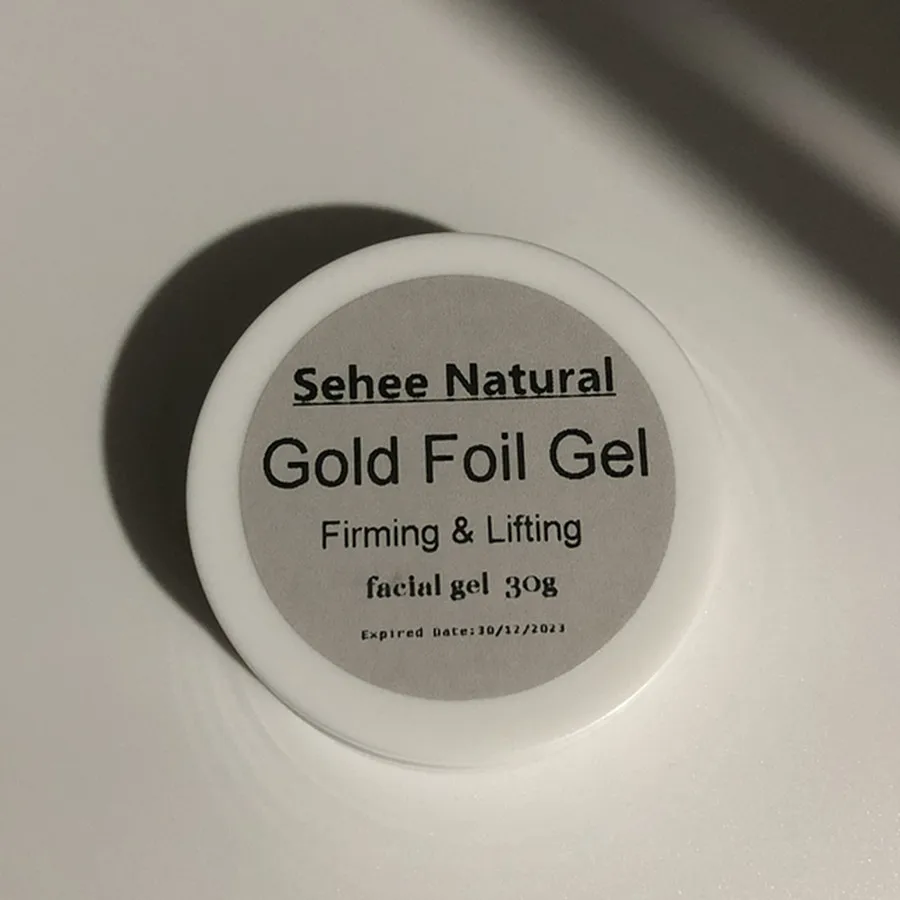 Sehee Natural
Gold Foil Gel
Firming & Lifting
facial gel 30g
Expired Date:30/12/2023